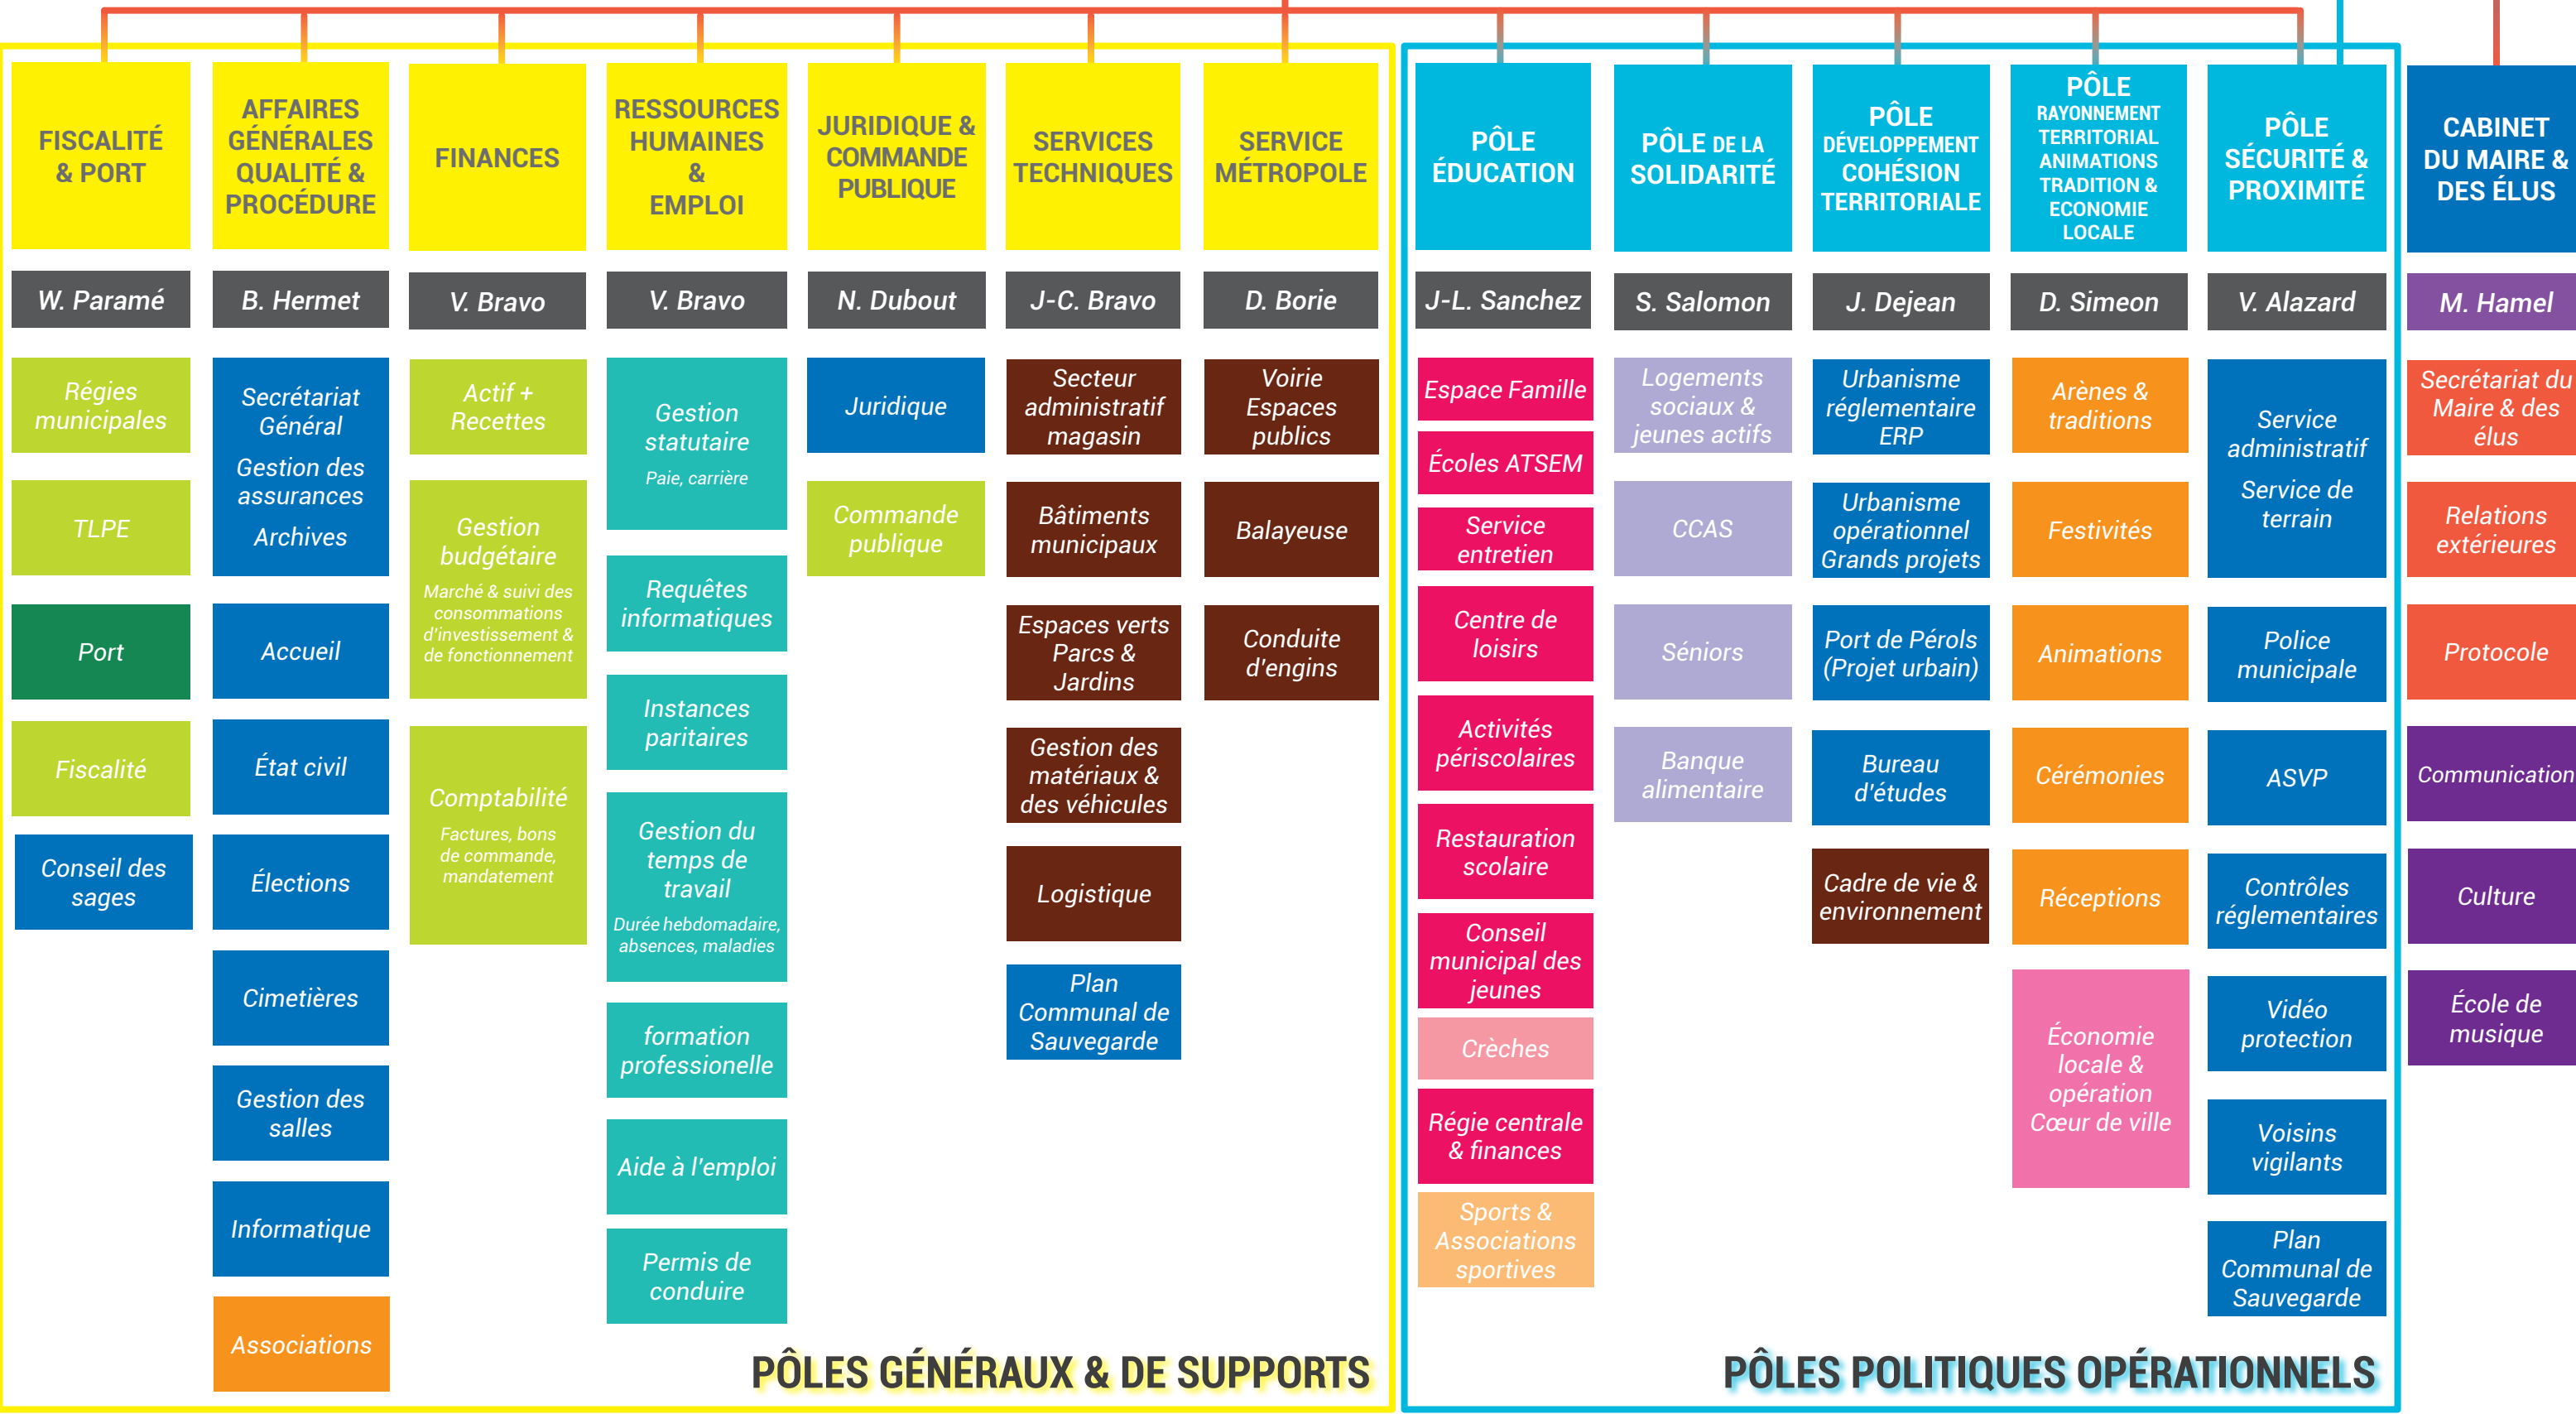 FISCALITÉ
& PORT
W. Paramé
Régies
municipales
TLPE
Port
Fiscalité
Conseil des
sages
AFFAIRES
GÉNÉRALES
QUALITÉ &
PROCÉDURE
B. Hermet
Secrétariat
Général
Gestion des
assurances
Archives
Accueil
État civil
Élections
Cimetières
Gestion des
salles
Informatique
Associations
FINANCES
V. Bravo
Actif +
Recettes
Gestion
budgétaire
Marché & suivi des
consommations
d'investissement &
de fonctionnement
Comptabilité
Factures, bons
de commande,
mandatement
RESSOURCES
HUMAINES
&
EMPLOI
V. Bravo
Gestion
statutaire
Paie, carrière
Requêtes
informatiques
Instances
paritaires
Gestion du
temps de
travail
Durée hebdomadaire,
absences, maladies
formation
professionelle
Aide à l'emploi
Permis de
conduire
JURIDIQUE &
COMMANDE
PUBLIQUE
N. Dubout
Juridique
Commande
publique
SERVICES
TECHNIQUES
J-C. Bravo
Secteur
administratif
magasin
Bâtiments
municipaux
Espaces verts
Parcs &
Jardins
Gestion des
matériaux &
des véhicules
Logistique
Plan
Communal de
Sauvegarde
SERVICE
MÉTROPOLE
D. Borie
Voirie
Espaces
publics
Balayeuse
Conduite
d'engins
PÔLES GÉNÉRAUX & DE SUPPORTS
PÔLE
ÉDUCATION
J-L. Sanchez
Espace Famille
Écoles ATSEM
Service
entretien
Centre de
loisirs
Activités
périscolaires
Restauration
scolaire
Conseil
municipal des
jeunes
Crèches
Régie centrale
& finances
Sports &
Associations
sportives
PÔLE DE LA
SOLIDARITÉ
S. Salomon
Logements
sociaux &
jeunes actifs
CCAS
Séniors
Banque
alimentaire
PÔLE
DÉVELOPPEMENT
COHÉSION
TERRITORIALE
J. Dejean
Urbanisme
réglementaire
ERP
Urbanisme
opérationnel
Grands projets
Port de Pérols
(Projet urbain)
Bureau
d'études
Cadre de vie &
environnement
PÔLE
RAYONNEMENT
TERRITORIAL
ANIMATIONS
TRADITION &
ECONOMIE
LOCALE
D. Simeon
Arènes &
traditions
Festivités
Animations
Cérémonies
Réceptions
Économie
locale &
opération
Cœur de ville
PÔLE
SÉCURITÉ &
PROXIMITÉ
V. Alazard
Service
administratif
Service de
terrain
Police
municipale
ASVP
Contrôles
réglementaires
Vidéo
protection
Voisins
vigilants
Plan
Communal de
Sauvegarde
PÔLES POLITIQUES OPÉRATIONNELS
CABINET
DU MAIRE &
DES ÉLUS
M. Hamel
Secrétariat du
Maire & des
élus
Relations
extérieures
Protocole
Communication
Culture
École de
musique